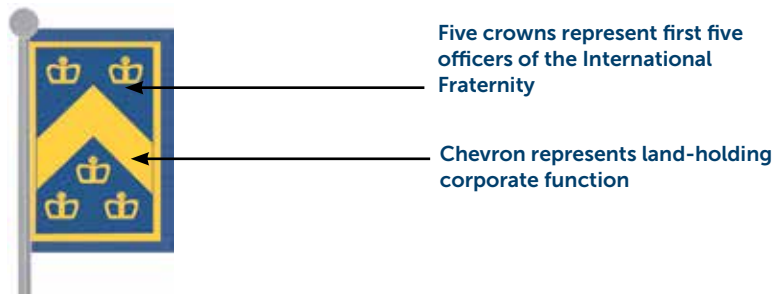 Five crowns represent first five
officers of the International
Fraternity
Chevron represents land-holding
corporate function